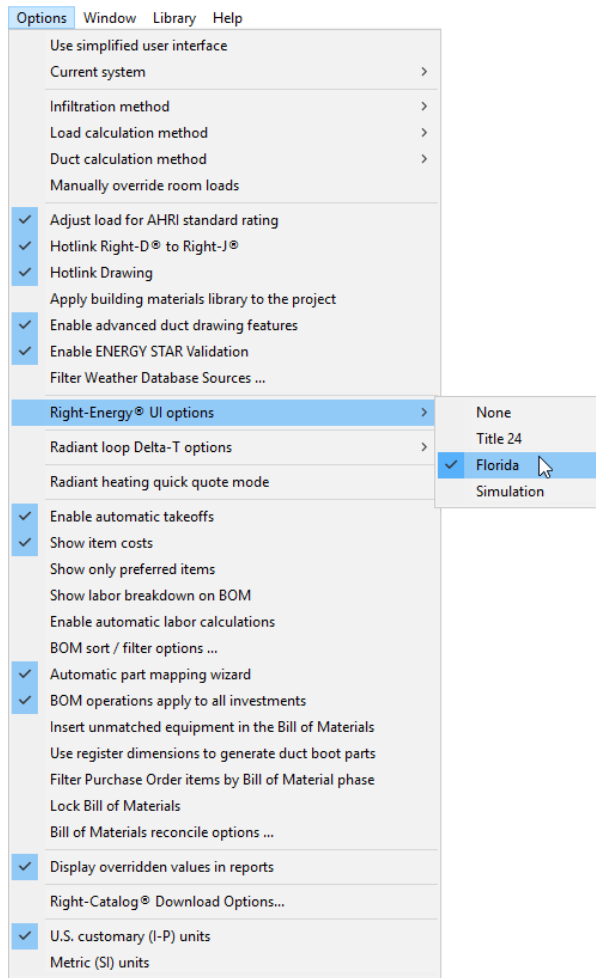 Options Window Library Help
Use simplified user interface
Current system
Infiltration method
Load calculation method
Duct calculation method
Manually override room loads
Adjust load for AHRI standard rating
Hotlink Right-D® to Right-J®
Hotlink Drawing
Apply building materials library to the project
Enable advanced duct drawing features
Enable ENERGY STAR Validation
Filter Weather Database Sources ...
Right-Energy® UI options
None
Title 24
Florida
Simulation
Radiant loop Delta-T options
Radiant heating quick quote mode
Enable automatic takeoffs
Show item costs
Show only preferred items
Show labor breakdown on BOM
Enable automatic labor calculations
BOM sort / filter options ...
Automatic part mapping wizard
BOM operations apply to all investments
Insert unmatched equipment in the Bill of Materials
Use register dimensions to generate duct boot parts
Filter Purchase Order items by Bill of Material phase
Lock Bill of Materials
Bill of Materials reconcile options ...
Display overridden values in reports
Right-Catalog® Download Options...
U.S. customary (I-P) units
Metric (SI) units